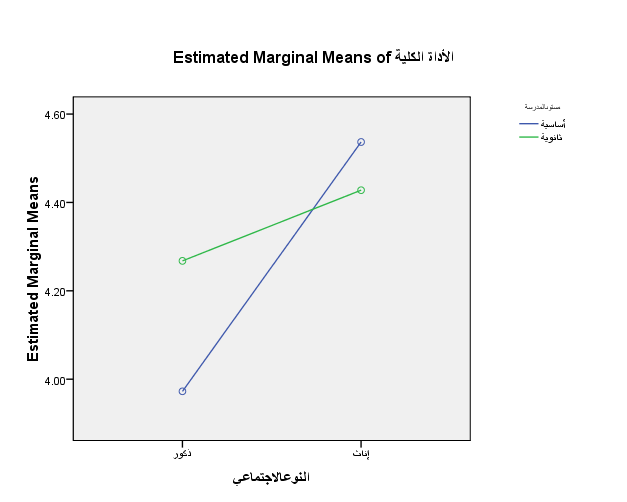 Estimated Marginal Means of الأداة الكلية
Estimated Marginal Means
4.60
4.40
4.20
4.00
ذكور
إناث
النوعالاجتماعي
مستوىالمدرسة
أساسية
ثانوية